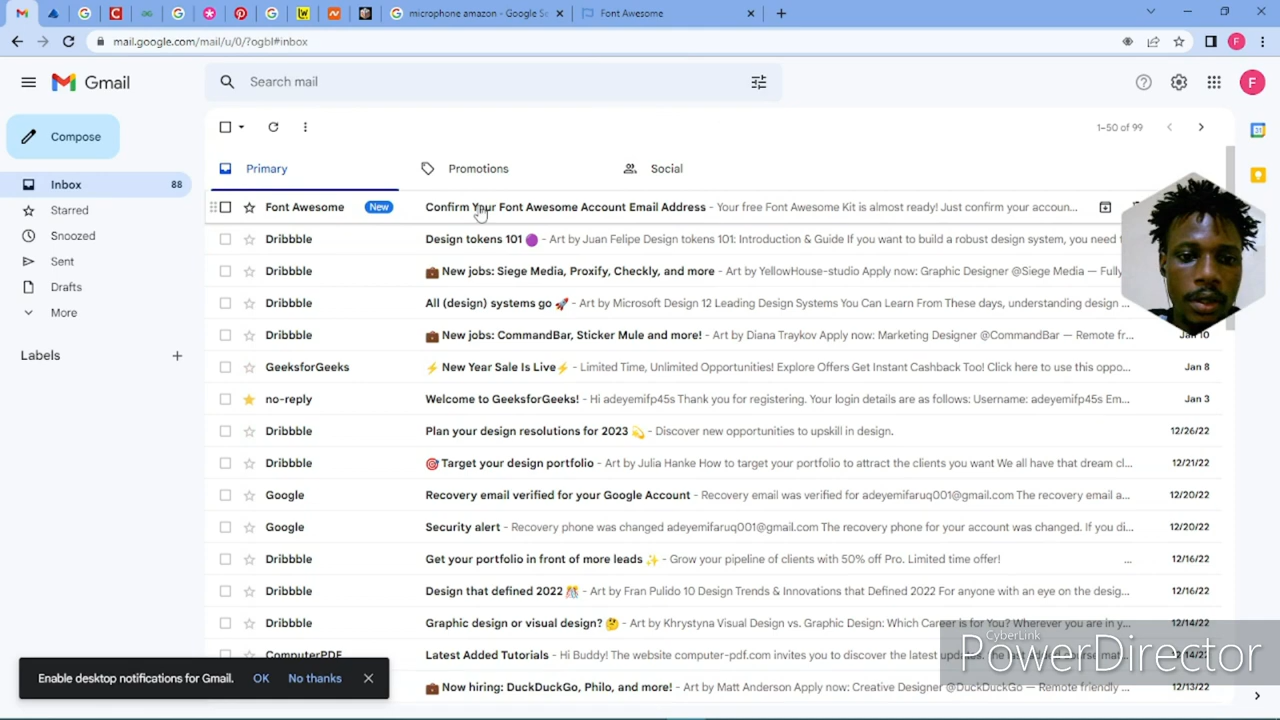 microphone amazon - Google Se
Font Awesome
mail.google.com/mail/u/0/?ogbl#inbox
F
Gmail
Search mail
F
Compose
1–50 of 99
Primary
Promotions
Social
Inbox 88
Starred
Snoozed
Sent
Drafts
More
Labels
Font Awesome New Confirm Your Font Awesome Account Email Address - Your free Font Awesome Kit is almost ready! Just confirm your accoun...
Dribbble Design tokens 101 🟣 - Art by Juan Felipe Design tokens 101: Introduction & Guide If you want to build a robust design system, you need t
Dribbble 💼 New jobs: Siege Media, Proxify, Checkly, and more - Art by YellowHouse-studio Apply now: Graphic Designer @Siege Media — Fully
Dribbble All (design) systems go 🚀 - Art by Microsoft Design 12 Leading Design Systems You Can Learn From These days, understanding design ...
Dribbble 💼 New jobs: CommandBar, Sticker Mule and more! - Art by Diana Traykov Apply now: Marketing Designer @CommandBar — Remote fr... Jan 10
GeeksforGeeks ⚡ New Year Sale Is Live⚡ - Limited Time, Unlimited Opportunities! Explore Offers Get Instant Cashback Too! Click here to use this oppo... Jan 8
no-reply Welcome to GeeksforGeeks! - Hi adeyemifp45s Thank you for registering. Your login details are as follows: Username: adeyemifp45s Em... Jan 3
Dribbble Plan your design resolutions for 2023 💫 - Discover new opportunities to upskill in design. 12/26/22
Dribbble 🎯 Target your design portfolio - Art by Julia Hanke How to target your portfolio to attract the clients you want We all have that dream cl... 12/21/22
Google Recovery email verified for your Google Account - Recovery email was verified for adeyemifaruq001@gmail.com The recovery email a... 12/20/22
Google Security alert - Recovery phone was changed adeyemifaruq001@gmail.com The recovery phone for your account was changed. If you di... 12/20/22
Dribbble Get your portfolio in front of more leads ✨ - Grow your pipeline of clients with 50% off Pro. Limited time offer! ... 12/16/22
Dribbble Design that defined 2022 🎊 - Art by Fran Pulido 10 Design Trends & Innovations that Defined 2022 For anyone with an eye on the desig... 12/16/22
Dribbble Graphic design or visual design? 🤔 - Art by Khrystyna Visual Design vs. Graphic Design: Which Career is for You? Wherever you are in y... 12/14/22
ComputerPDF Latest Added Tutorials - Hi Buddy! The website computer-pdf.com invites you to discover the latest 12/14/22
💼 Now hiring: DuckDuckGo, Philo, and more! - Art by Matt Anderson Apply now: Creative Designer @DuckDuckGo — Remote friendly ... 12/13/22
Enable desktop notifications for Gmail. OK No thanks
CyberLink
PowerDirector